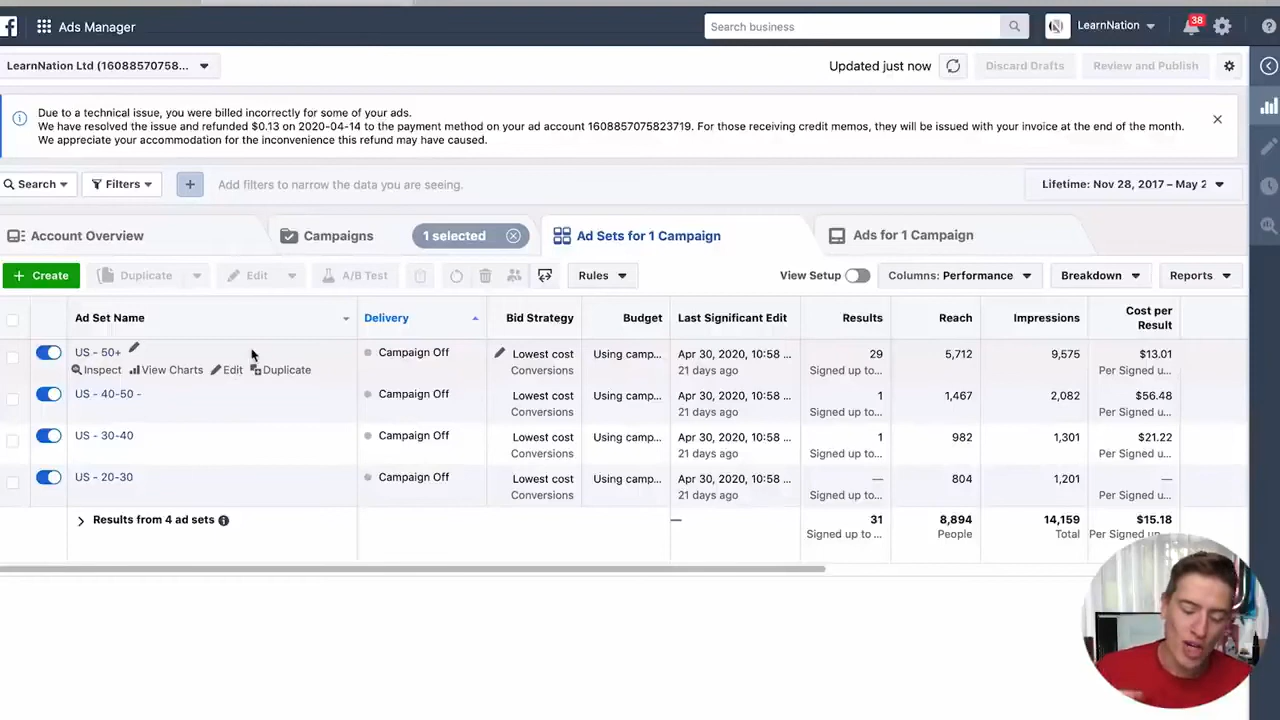 f Ads Manager
Search business
LearnNation
38
LearnNation Ltd (16088570758...
Updated just now
Discard Drafts
Review and Publish
Due to a technical issue, you were billed incorrectly for some of your ads.
We have resolved the issue and refunded $0.13 on 2020-04-14 to the payment method on your ad account 1608857075823719. For those receiving credit memos, they will be issued with your invoice at the end of the month.
We appreciate your accommodation for the inconvenience this refund may have caused.
Search
Filters
Add filters to narrow the data you are seeing.
Lifetime: Nov 28, 2017 – May 2
Account Overview
Campaigns
1 selected
Ad Sets for 1 Campaign
Ads for 1 Campaign
+ Create
Duplicate
Edit
A/B Test
Rules
View Setup
Columns: Performance
Breakdown
Reports
Ad Set Name
Delivery
Bid Strategy
Budget
Last Significant Edit
Results
Reach
Impressions
Cost per
Result
US - 50+
Inspect View Charts Edit Duplicate
Campaign Off
Lowest cost
Conversions
Using camp...
Apr 30, 2020, 10:58 ...
21 days ago
29
Signed up to...
5,712
9,575
$13.01
Per Signed u...
US - 40-50 -
Campaign Off
Lowest cost
Conversions
Using camp...
Apr 30, 2020, 10:58 ...
21 days ago
1
Signed up to...
1,467
2,082
$56.48
Per Signed u...
US - 30-40
Campaign Off
Lowest cost
Conversions
Using camp...
Apr 30, 2020, 10:58 ...
21 days ago
1
Signed up to...
982
1,301
$21.22
Per Signed u...
US - 20-30
Campaign Off
Lowest cost
Conversions
Using camp...
Apr 30, 2020, 10:58 ...
21 days ago
—
Signed up to...
804
1,201
—
Per Signed u...
Results from 4 ad sets
—
31
Signed up to ...
8,894
People
14,159
Total
$15.18
Per Signed up